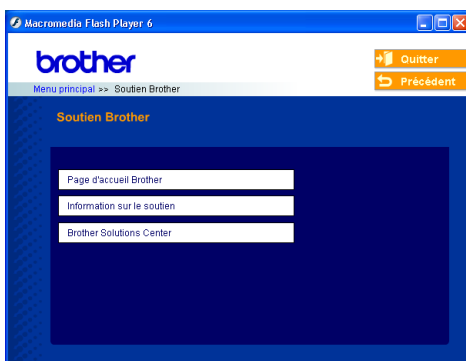 Macromedia Flash Player 6
brother
Quitter
Précédent
Menu principal >> Soutien Brother
Soutien Brother
Page d'accueil Brother
Information sur le soutien
Brother Solutions Center